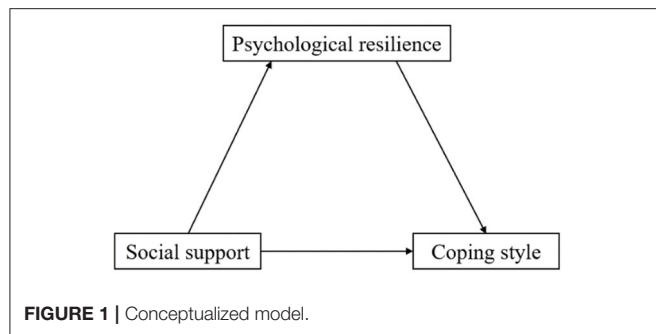 Psychological resilience
Social support
Coping style
FIGURE 1 | Conceptualized model.